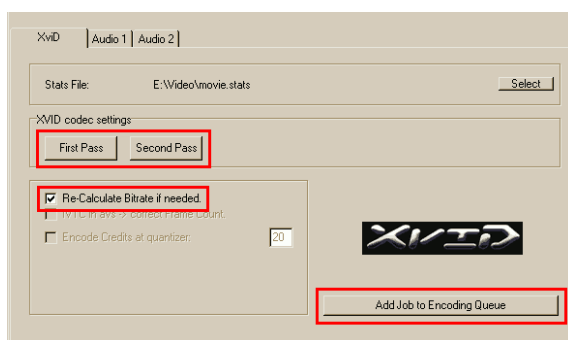 XviD Audio 1 Audio 2
Stats File: E:\Video\movie.stats Select
XVID codec settings
First Pass Second Pass
Re-Calculate Bitrate if needed.
IVTC in avs -> correct Frame Count.
Encode Credits at quantizer: 20
XVID
Add Job to Encoding Queue